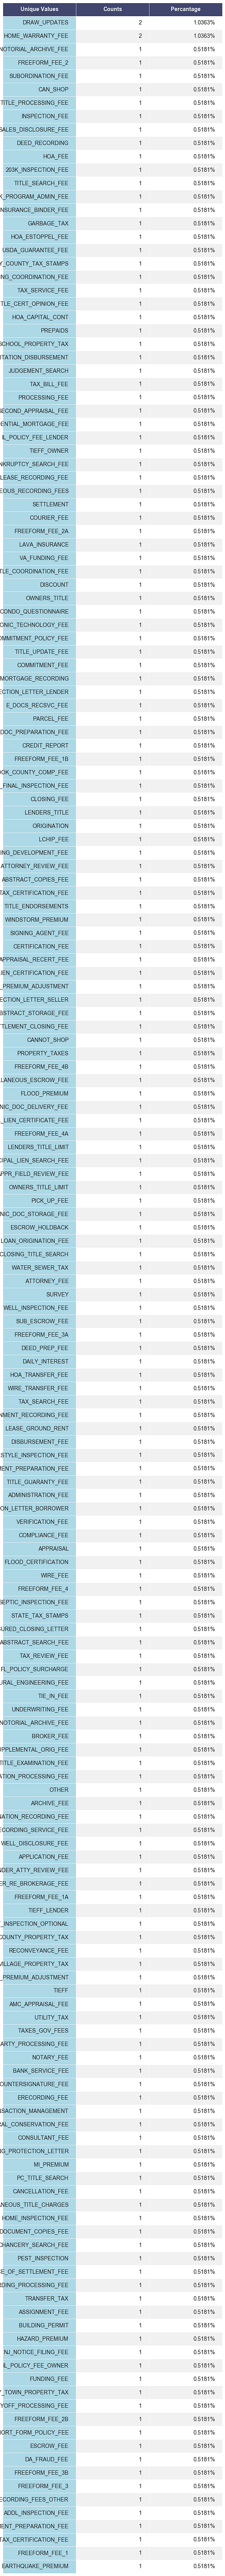 Unique Values Counts Percantage
DRAW_UPDATES 2 1.0363%
HOME_WARRANTY_FEE 2 1.0363%
NOTORIAL_ARCHIVE_FEE 1 0.5181%
FREEFORM_FEE_2 1 0.5181%
SUBORDINATION_FEE 1 0.5181%
CAN_SHOP 1 0.5181%
TITLE_PROCESSING_FEE 1 0.5181%
INSPECTION_FEE 1 0.5181%
SALES_DISCLOSURE_FEE 1 0.5181%
DEED_RECORDING 1 0.5181%
HOA_FEE 1 0.5181%
203K_INSPECTION_FEE 1 0.5181%
TITLE_SEARCH_FEE 1 0.5181%
K_PROGRAM_ADMIN_FEE 1 0.5181%
INSURANCE_BINDER_FEE 1 0.5181%
GARBAGE_TAX 1 0.5181%
HOA_ESTOPPEL_FEE 1 0.5181%
USDA_GUARANTEE_FEE 1 0.5181%
Y_COUNTY_TAX_STAMPS 1 0.5181%
ING_COORDINATION_FEE 1 0.5181%
TAX_SERVICE_FEE 1 0.5181%
TLE_CERT_OPINION_FEE 1 0.5181%
HOA_CAPITAL_CONT 1 0.5181%
PREPAIDS 1 0.5181%
SCHOOL_PROPERTY_TAX 1 0.5181%
ITATION_DISBURSEMENT 1 0.5181%
JUDGEMENT_SEARCH 1 0.5181%
TAX_BILL_FEE 1 0.5181%
PROCESSING_FEE 1 0.5181%
SECOND_APPRAISAL_FEE 1 0.5181%
DENTIAL_MORTGAGE_FEE 1 0.5181%
IL_POLICY_FEE_LENDER 1 0.5181%
TIEFF_OWNER 1 0.5181%
NKRUPTCY_SEARCH_FEE 1 0.5181%
LEASE_RECORDING_FEE 1 0.5181%
EOUS_RECORDING_FEES 1 0.5181%
SETTLEMENT 1 0.5181%
COURIER_FEE 1 0.5181%
FREEFORM_FEE_2A 1 0.5181%
LAVA_INSURANCE 1 0.5181%
VA_FUNDING_FEE 1 0.5181%
TLE_COORDINATION_FEE 1 0.5181%
DISCOUNT 1 0.5181%
OWNERS_TITLE 1 0.5181%
CONDO_QUESTIONNAIRE 1 0.5181%
ONIC_TECHNOLOGY_FEE 1 0.5181%
OMMITMENT_POLICY_FEE 1 0.5181%
TITLE_UPDATE_FEE 1 0.5181%
COMMITMENT_FEE 1 0.5181%
MORTGAGE_RECORDING 1 0.5181%
ECTION_LETTER_LENDER 1 0.5181%
E_DOCS_RECSVC_FEE 1 0.5181%
PARCEL_FEE 1 0.5181%
DOC_PREPARATION_FEE 1 0.5181%
CREDIT_REPORT 1 0.5181%
FREEFORM_FEE_1B 1 0.5181%
OOK_COUNTY_COMP_FEE 1 0.5181%
_FINAL_INSPECTION_FEE 1 0.5181%
CLOSING_FEE 1 0.5181%
LENDERS_TITLE 1 0.5181%
ORIGINATION 1 0.5181%
LCHIP_FEE 1 0.5181%
ING_DEVELOPMENT_FEE 1 0.5181%
ATTORNEY_REVIEW_FEE 1 0.5181%
ABSTRACT_COPIES_FEE 1 0.5181%
TAX_CERTIFICATION_FEE 1 0.5181%
TITLE_ENDORSEMENTS 1 0.5181%
WINDSTORM_PREMIUM 1 0.5181%
SIGNING_AGENT_FEE 1 0.5181%
CERTIFICATION_FEE 1 0.5181%
APPRAISAL_RECERT_FEE 1 0.5181%
IEN_CERTIFICATION_FEE 1 0.5181%
_PREMIUM_ADJUSTMENT 1 0.5181%
ECTION_LETTER_SELLER 1 0.5181%
ABSTRACT_STORAGE_FEE 1 0.5181%
TTLEMENT_CLOSING_FEE 1 0.5181%
CANNOT_SHOP 1 0.5181%
PROPERTY_TAXES 1 0.5181%
FREEFORM_FEE_4B 1 0.5181%
LLANEOUS_ESCROW_FEE 1 0.5181%
FLOOD_PREMIUM 1 0.5181%
NIC_DOC_DELIVERY_FEE 1 0.5181%
_LIEN_CERTIFICATE_FEE 1 0.5181%
FREEFORM_FEE_4A 1 0.5181%
LENDERS_TITLE_LIMIT 1 0.5181%
CIPAL_LIEN_SEARCH_FEE 1 0.5181%
APPR_FIELD_REVIEW_FEE 1 0.5181%
OWNERS_TITLE_LIMIT 1 0.5181%
PICK_UP_FEE 1 0.5181%
NIC_DOC_STORAGE_FEE 1 0.5181%
ESCROW_HOLDBACK 1 0.5181%
LOAN_ORIGINATION_FEE 1 0.5181%
CLOSING_TITLE_SEARCH 1 0.5181%
WATER_SEWER_TAX 1 0.5181%
ATTORNEY_FEE 1 0.5181%
SURVEY 1 0.5181%
WELL_INSPECTION_FEE 1 0.5181%
SUB_ESCROW_FEE 1 0.5181%
FREEFORM_FEE_3A 1 0.5181%
DEED_PREP_FEE 1 0.5181%
DAILY_INTEREST 1 0.5181%
HOA_TRANSFER_FEE 1 0.5181%
WIRE_TRANSFER_FEE 1 0.5181%
TAX_SEARCH_FEE 1 0.5181%
NMENT_RECORDING_FEE 1 0.5181%
LEASE_GROUND_RENT 1 0.5181%
DISBURSEMENT_FEE 1 0.5181%
STYLE_INSPECTION_FEE 1 0.5181%
MENT_PREPARATION_FEE 1 0.5181%
TITLE_GUARANTY_FEE 1 0.5181%
ADMINISTRATION_FEE 1 0.5181%
ON_LETTER_BORROWER 1 0.5181%
VERIFICATION_FEE 1 0.5181%
COMPLIANCE_FEE 1 0.5181%
APPRAISAL 1 0.5181%
FLOOD_CERTIFICATION 1 0.5181%
WIRE_FEE 1 0.5181%
FREEFORM_FEE_4 1 0.5181%
SEPTIC_INSPECTION_FEE 1 0.5181%
STATE_TAX_STAMPS 1 0.5181%
SURED_CLOSING_LETTER 1 0.5181%
ABSTRACT_SEARCH_FEE 1 0.5181%
TAX_REVIEW_FEE 1 0.5181%
FL_POLICY_SURCHARGE 1 0.5181%
URAL_ENGINEERING_FEE 1 0.5181%
TIE_IN_FEE 1 0.5181%
UNDERWRITING_FEE 1 0.5181%
NOTORIAL_ARCHIVE_FEE 1 0.5181%
BROKER_FEE 1 0.5181%
UPPLEMENTAL_ORIG_FEE 1 0.5181%
TITLE_EXAMINATION_FEE 1 0.5181%
ATION_PROCESSING_FEE 1 0.5181%
OTHER 1 0.5181%
ARCHIVE_FEE 1 0.5181%
NATION_RECORDING_FEE 1 0.5181%
ECORDING_SERVICE_FEE 1 0.5181%
WELL_DISCLOSURE_FEE 1 0.5181%
APPLICATION_FEE 1 0.5181%
NDER_ATTY_REVIEW_FEE 1 0.5181%
ER_RE_BROKERAGE_FEE 1 0.5181%
FREEFORM_FEE_1A 1 0.5181%
TIEFF_LENDER 1 0.5181%
T_INSPECTION_OPTIONAL 1 0.5181%
COUNTY_PROPERTY_TAX 1 0.5181%
RECONVEYANCE_FEE 1 0.5181%
VILLAGE_PROPERTY_TAX 1 0.5181%
_PREMIUM_ADJUSTMENT 1 0.5181%
TIEFF 1 0.5181%
AMC_APPRAISAL_FEE 1 0.5181%
UTILITY_TAX 1 0.5181%
TAXES_GOV_FEES 1 0.5181%
PARTY_PROCESSING_FEE 1 0.5181%
NOTARY_FEE 1 0.5181%
BANK_SERVICE_FEE 1 0.5181%
OUNTERSIGNATURE_FEE 1 0.5181%
ERECORDING_FEE 1 0.5181%
NSACTION_MANAGEMENT 1 0.5181%
RAL_CONSERVATION_FEE 1 0.5181%
CONSULTANT_FEE 1 0.5181%
NG_PROTECTION_LETTER 1 0.5181%
MI_PREMIUM 1 0.5181%
PC_TITLE_SEARCH 1 0.5181%
CANCELLATION_FEE 1 0.5181%
ANEOUS_TITLE_CHARGES 1 0.5181%
HOME_INSPECTION_FEE 1 0.5181%
DOCUMENT_COPIES_FEE 1 0.5181%
CHANCERY_SEARCH_FEE 1 0.5181%
PEST_INSPECTION 1 0.5181%
CE_OF_SETTLEMENT_FEE 1 0.5181%
RDING_PROCESSING_FEE 1 0.5181%
TRANSFER_TAX 1 0.5181%
ASSIGNMENT_FEE 1 0.5181%
BUILDING_PERMIT 1 0.5181%
HAZARD_PREMIUM 1 0.5181%
NJ_NOTICE_FILING_FEE 1 0.5181%
IL_POLICY_FEE_OWNER 1 0.5181%
FUNDING_FEE 1 0.5181%
Y_TOWN_PROPERTY_TAX 1 0.5181%
YOFF_PROCESSING_FEE 1 0.5181%
FREEFORM_FEE_2B 1 0.5181%
HORT_FORM_POLICY_FEE 1 0.5181%
ESCROW_FEE 1 0.5181%
DA_FRAUD_FEE 1 0.5181%
FREEFORM_FEE_3B 1 0.5181%
FREEFORM_FEE_3 1 0.5181%
ECORDING_FEES_OTHER 1 0.5181%
ADDL_INSPECTION_FEE 1 0.5181%
MENT_PREPARATION_FEE 1 0.5181%
TAX_CERTIFICATION_FEE 1 0.5181%
FREEFORM_FEE_1 1 0.5181%
EARTHQUAKE_PREMIUM 1 0.5181%